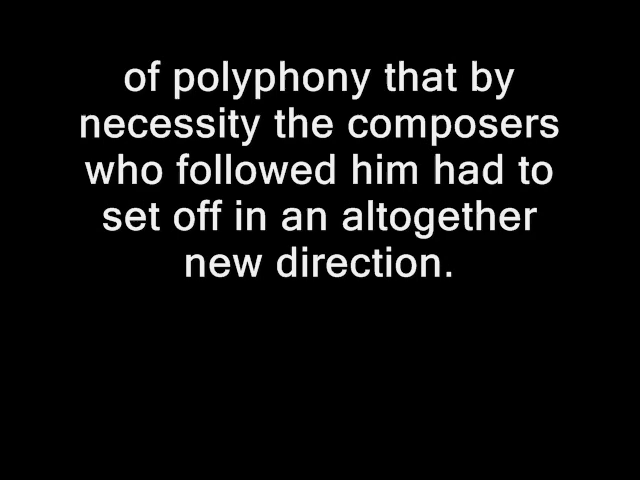 of polyphony that by
necessity the composers
who followed him had to
set off in an altogether
new direction.